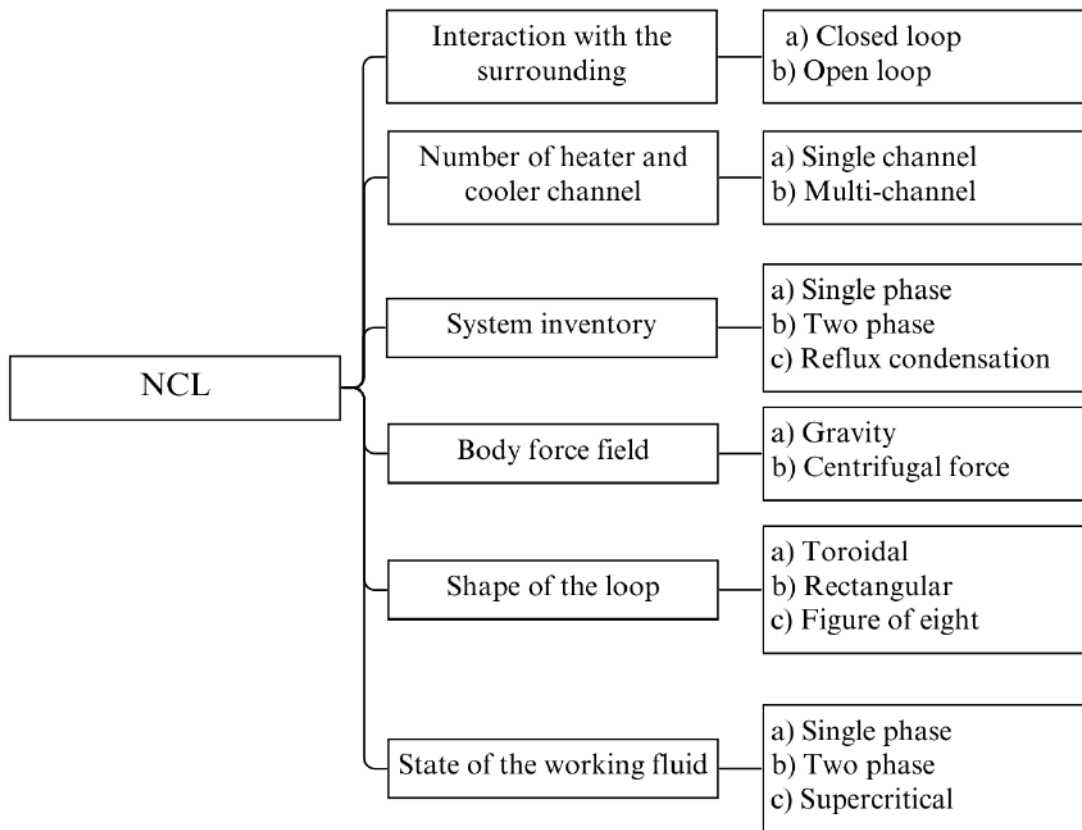 Interaction with the
surrounding
a) Closed loop
b) Open loop
Number of heater and
cooler channel
a) Single channel
b) Multi-channel
System inventory
a) Single phase
b) Two phase
c) Reflux condensation
NCL
Body force field
a) Gravity
b) Centrifugal force
Shape of the loop
a) Toroidal
b) Rectangular
c) Figure of eight
State of the working fluid
a) Single phase
b) Two phase
c) Supercritical